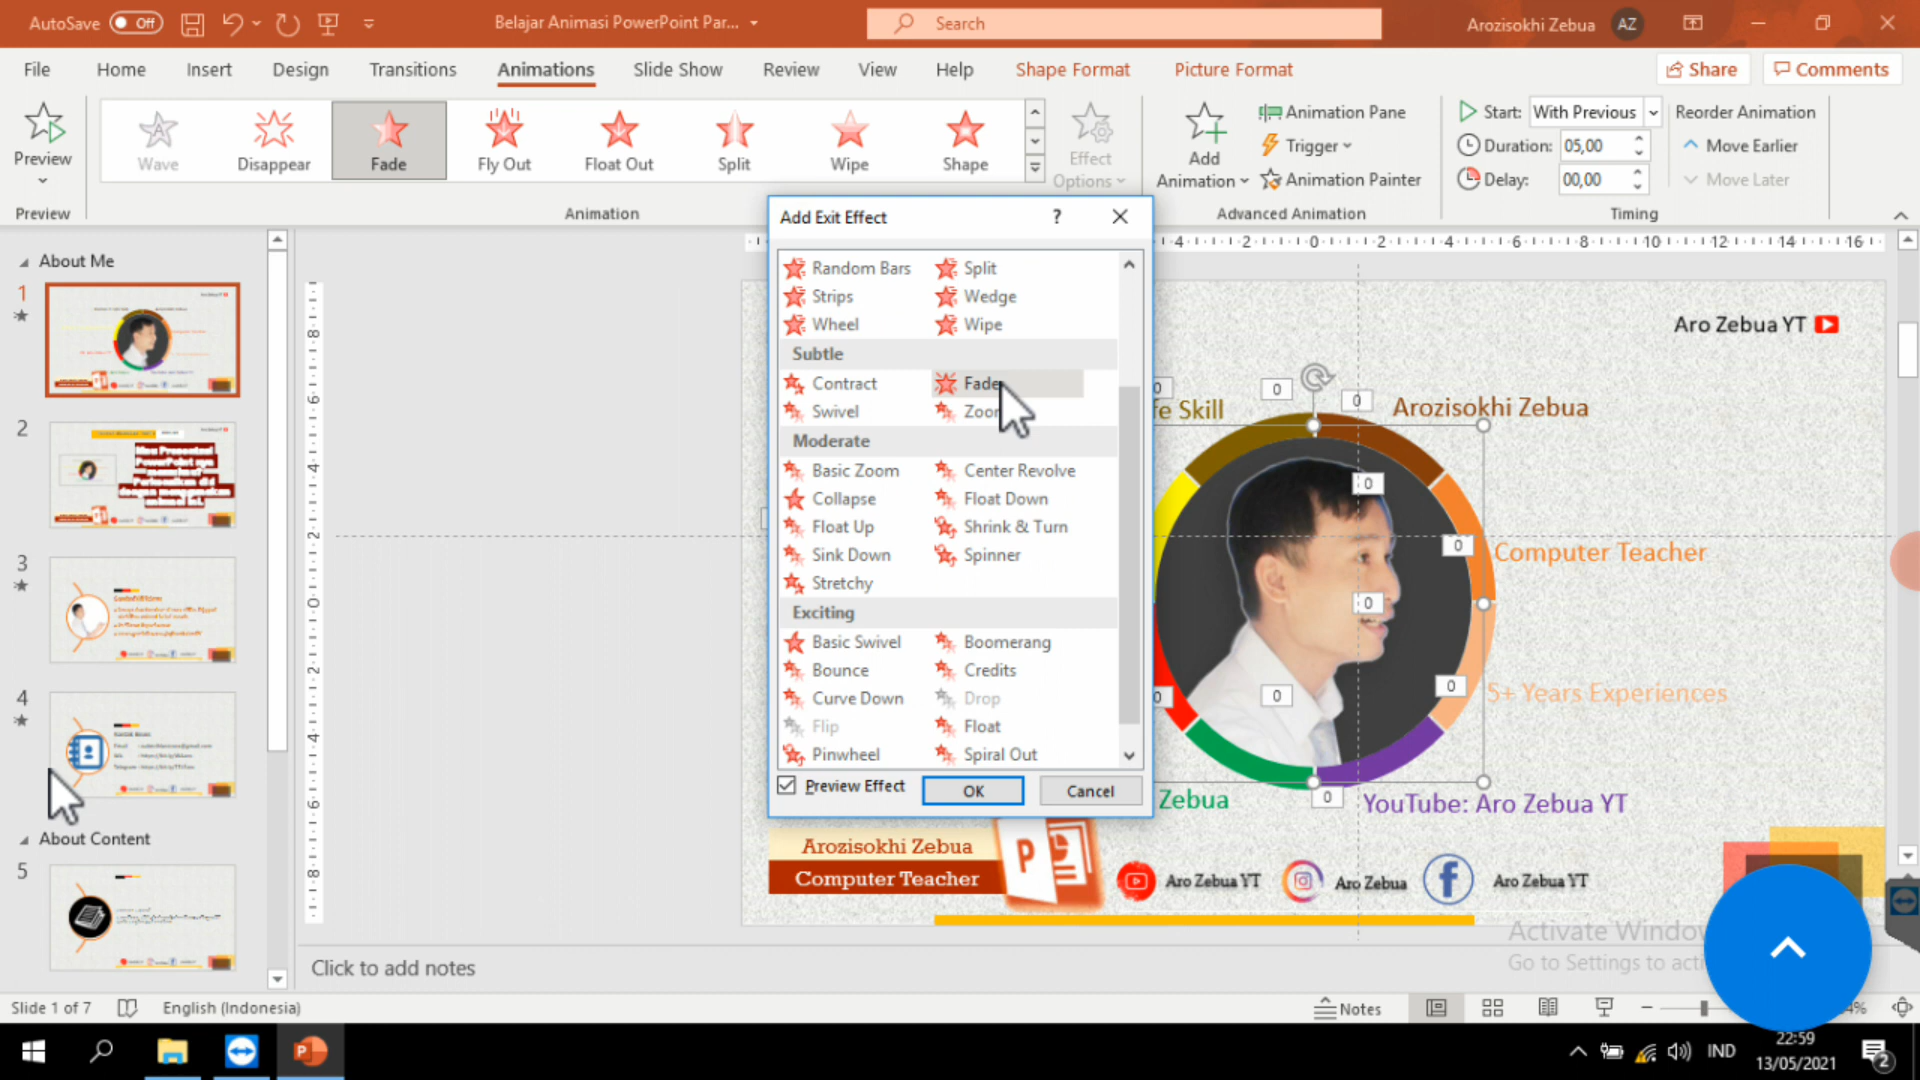 AutoSave Off
Belajar Animasi PowerPoint Par...
Search
Arozisokhi Zebua AZ
File Home Insert Design Transitions Animations Slide Show Review View Help Shape Format Picture Format
Share Comments
Preview
Preview
Wave Disappear Fade Fly Out Float Out Split Wipe Shape
Animation
Effect
Options
Add
Animation
Animation Pane
Trigger
Animation Painter
Advanced Animation
Start: With Previous
Duration: 05,00
Delay: 00,00
Reorder Animation
Move Earlier
Move Later
Timing
About Me
1
2
3
4
About Content
5
Add Exit Effect ?
Random Bars Split
Strips Wedge
Wheel Wipe
Subtle
Contract Fade
Swivel
Moderate
Basic Zoom Center Revolve
Collapse Float Down
Float Up Shrink & Turn
Sink Down Spinner
Stretchy
Exciting
Basic Swivel Boomerang
Bounce Credits
Curve Down Drop
Flip Float
Pinwheel Spiral Out
Preview Effect OK Cancel
Aro Zebua YT
Skill
Arozisokhi Zebua
Computer Teacher
5+ Years Experiences
YouTube: Aro Zebua YT
Zebua
Arozisokhi Zebua
Computer Teacher
Aro Zebua YT Aro Zebua Aro Zebua YT
Activate
Go to Settings to
Click to add notes
Slide 1 of 7 English (Indonesia) Notes
IND
22:59
13/05/2021
2